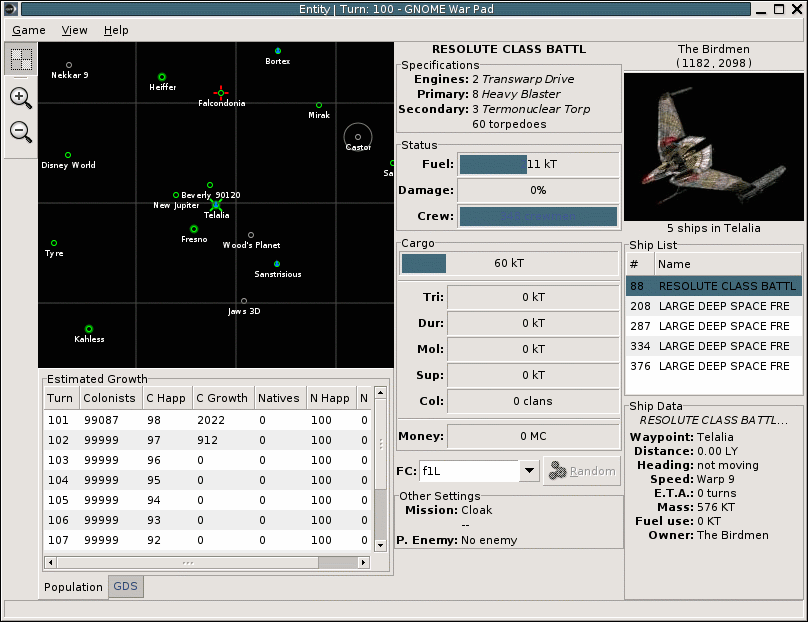 Entity | Turn: 100 - GNOME War Pad
Game View Help
Nekkar 9
Bortex
Heiffer
Falcondonia
Mirak
Castor
Disney World
Sa
Beverly 90120
New Jupiter
Telalia
Fresno
Wood's Planet
Tyre
Sanstrisious
Jaws 3D
Kahless
Estimated Growth
Turn Colonists C Happ C Growth Natives N Happ N
101 99087 98 2022 0 100 0
102 99999 97 912 0 100 0
103 99999 96 0 0 100 0
104 99999 95 0 0 100 0
105 99999 94 0 0 100 0
106 99999 93 0 0 100 0
107 99999 92 0 0 100 0
Population GDS
RESOLUTE CLASS BATTL
Specifications
Engines: 2 Transwarp Drive
Primary: 8 Heavy Blaster
Secondary: 3 Termonuclear Torp
60 torpedoes
Status
Fuel: 11 kT
Damage: 0%
Crew:
Cargo
60 kT
Tri: 0 kT
Dur: 0 kT
Mol: 0 kT
Sup: 0 kT
Col: 0 clans
Money: 0 MC
FC: f1L Random
Other Settings
Mission: Cloak
--
P. Enemy: No enemy
The Birdmen
(1182, 2098)
5 ships in Telalia
Ship List
# Name
88 RESOLUTE CLASS BATTL
208 LARGE DEEP SPACE FRE
287 LARGE DEEP SPACE FRE
334 LARGE DEEP SPACE FRE
376 LARGE DEEP SPACE FRE
Ship Data
RESOLUTE CLASS BATTL...
Waypoint: Telalia
Distance: 0.00 LY
Heading: not moving
Speed: Warp 9
E.T.A.: 0 turns
Mass: 576 KT
Fuel use: 0 KT
Owner: The Birdmen